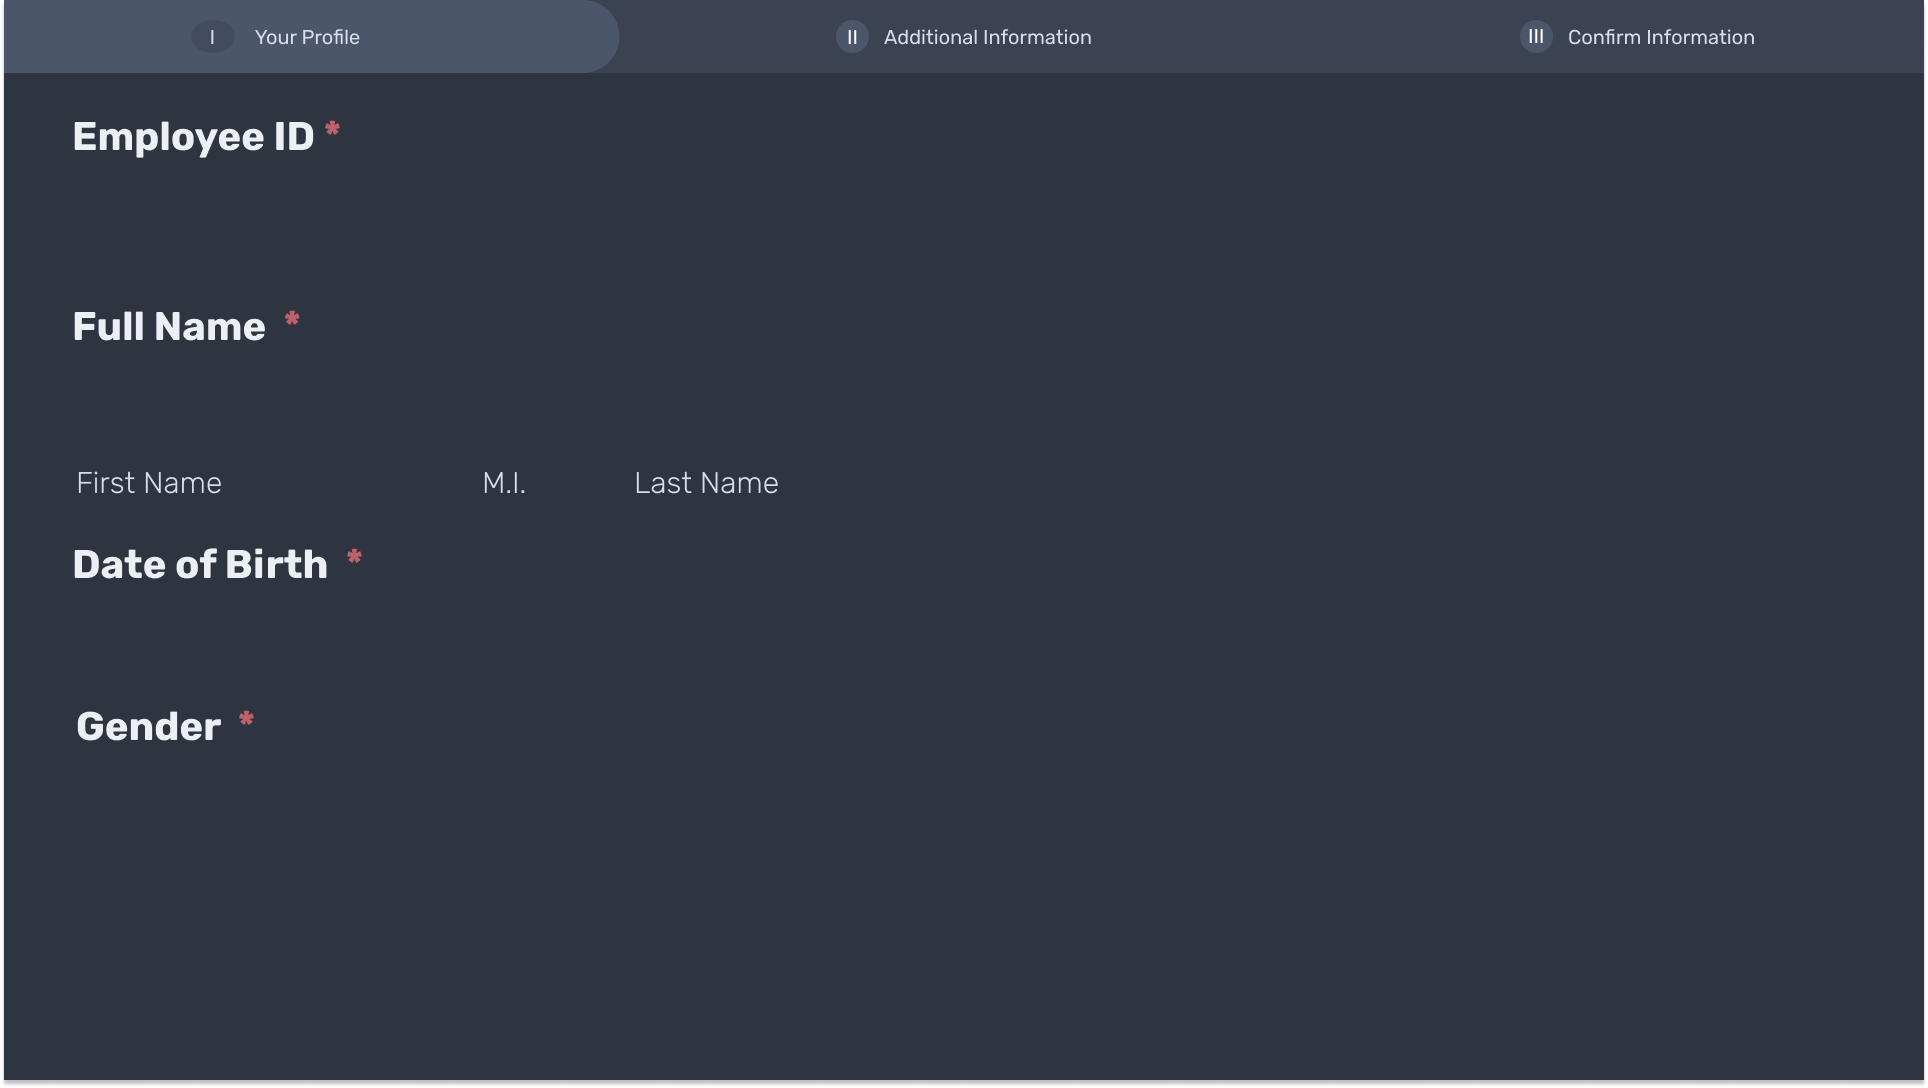 I Your Profile II Additional Information III Confirm Information
Employee ID *
Full Name *
First Name M.I. Last Name
Date of Birth *
Gender *